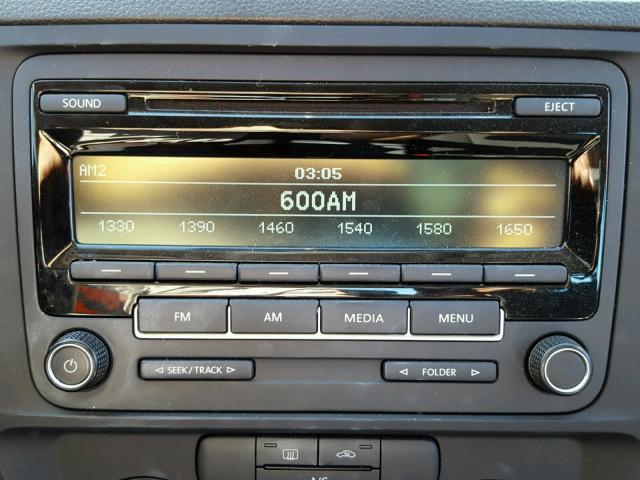 SOUND EJECT
AM2 03:05
600AM
1330 1390 1460 1540 1580 1650
FM AM MEDIA MENU
SEEK/TRACK FOLDER
A/C